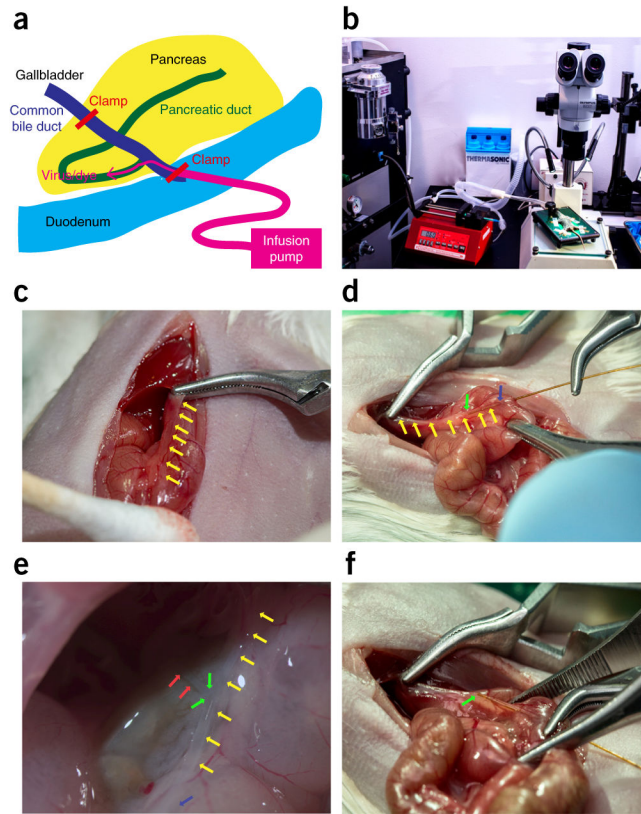 a
Pancreas
Gallbladder
Clamp
Common
bile duct
Pancreatic duct
Clamp
Virus/dye
Duodenum
Infusion
pump
b
THERMASONIC
c
d
e
f